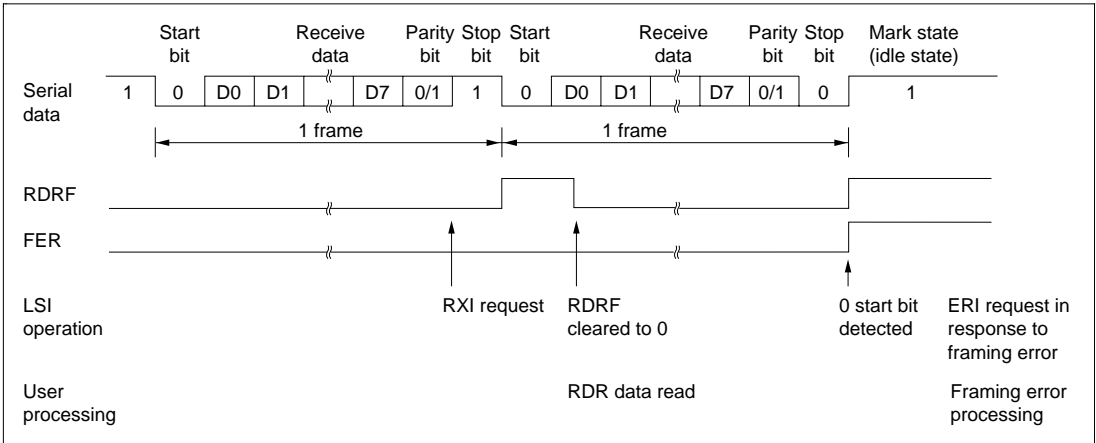 Start bit
Receive data
Parity bit
Stop bit
Start bit
Receive data
Parity bit
Stop bit
Mark state (idle state)
Serial data
1 0 D0 D1 D7 0/1 1 0 D0 D1 D7 0/1 0 1
1 frame
1 frame
RDRF
FER
LSI operation
RXI request
RDRF cleared to 0
0 start bit detected
ERI request in response to framing error
User processing
RDR data read
Framing error processing